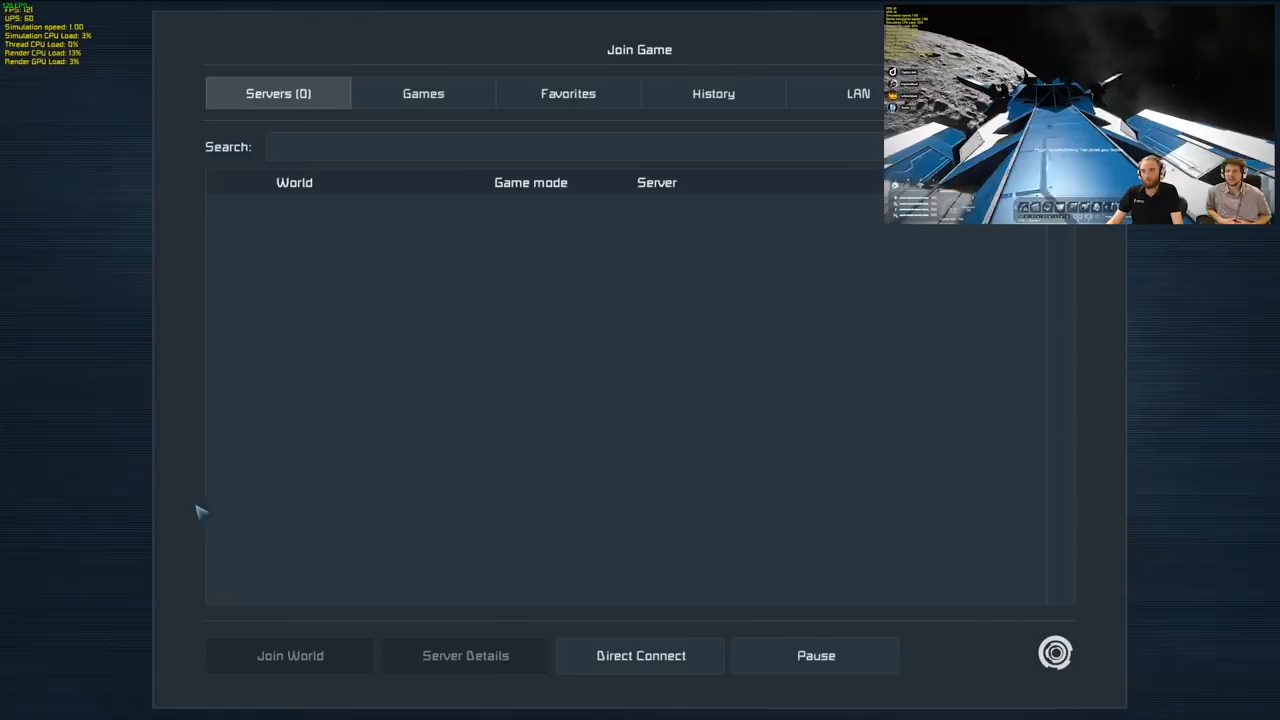 FPS: 121
UPS: 60
Simulation speed: 1.00
Simulation CPU Load: 3%
Thread CPU Load: 0%
Render CPU Load: 13%
Render GPU Load: 3%
Join Game
Servers (0)
Games
Favorites
History
LAN
Search:
World
Game mode
Server
Join World
Server Details
Direct Connect
Pause